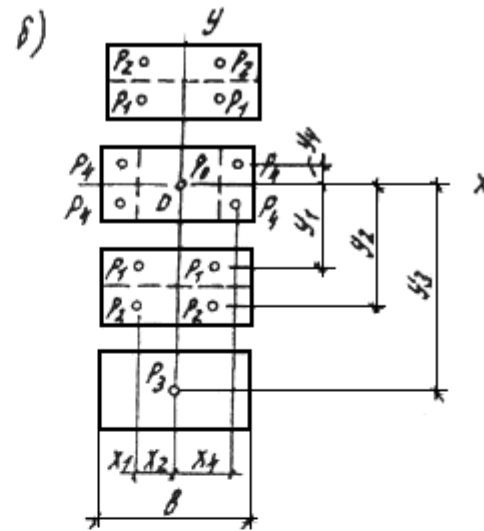 б) y
P₂ P₂
P₁ P₁
P₄ P₀ P₄ y₄ x
P₄ D P₄ y₁ y₂ y₃
P₁ P₁
P₂ P₂
P₃
x₁ x₂ x₄
в